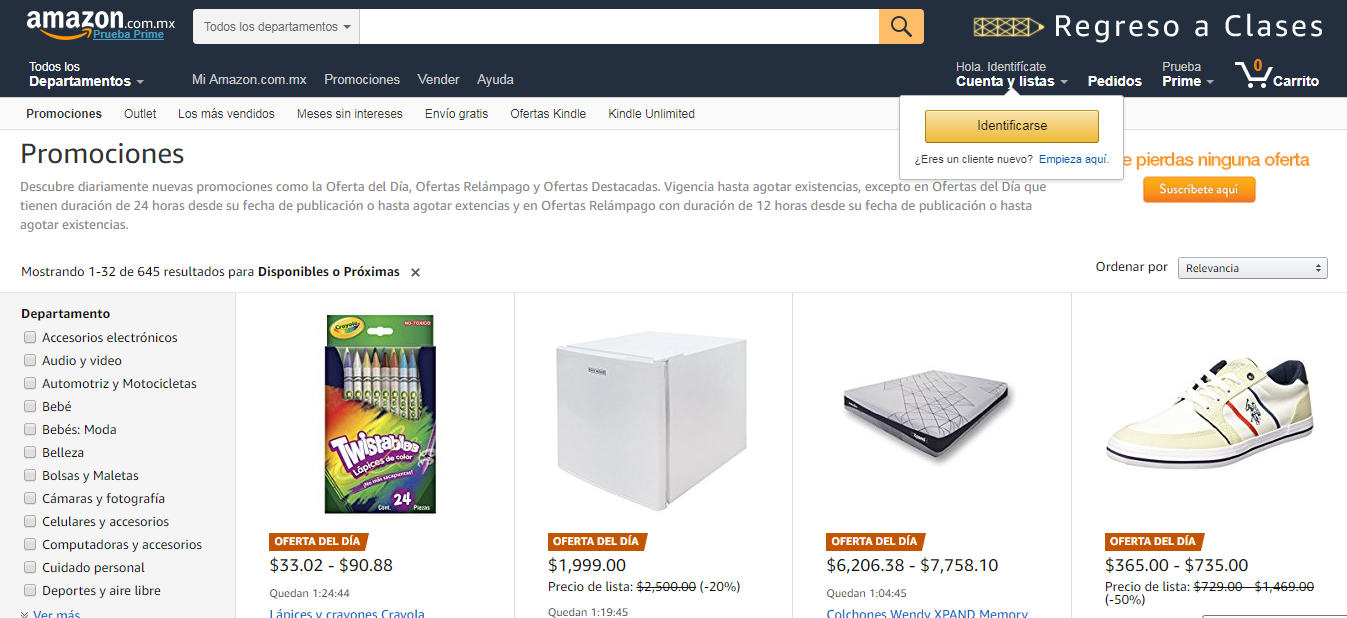 amazon.com.mx
Prueba Prime
Todos los departamentos
Regreso a Clases
Todos los
Departamentos
Mi Amazon.com.mx Promociones Vender Ayuda
Hola. Identifícate
Cuenta y listas
Pedidos
Prueba
Prime
0
Carrito
Promociones Outlet Los más vendidos Meses sin intereses Envío gratis Ofertas Kindle Kindle Unlimited
Identificarse
¿Eres un cliente nuevo? Empieza aquí.
Promociones
e pierdas ninguna oferta
Suscríbete aquí
Descubre diariamente nuevas promociones como la Oferta del Día, Ofertas Relámpago y Ofertas Destacadas. Vigencia hasta agotar existencias, excepto en Ofertas del Día que
tienen duración de 24 horas desde su fecha de publicación o hasta agotar extencias y en Ofertas Relámpago con duración de 12 horas desde su fecha de publicación o hasta
agotar existencias.
Mostrando 1-32 de 645 resultados para Disponibles o Próximas
Ordenar por Relevancia
Departamento
Accesorios electrónicos
Audio y video
Automotriz y Motocicletas
Bebé
Bebés: Moda
Belleza
Bolsas y Maletas
Cámaras y fotografía
Celulares y accesorios
Computadoras y accesorios
Cuidado personal
Deportes y aire libre
Ver más
Crayola
NO-TOXICO
Twistables
Lápices de color
¡No más sacapuntas!
Cont. 24 Piezas
OFERTA DEL DÍA
$33.02 - $90.88
Quedan 1:24:44
Lápices y crayones Crayola
OFERTA DEL DÍA
$1,999.00
Precio de lista: $2,500.00 (-20%)
Quedan 1:19:45
Xpand
OFERTA DEL DÍA
$6,206.38 - $7,758.10
Quedan 1:04:45
Colchones Wendy XPAND Memory
OFERTA DEL DÍA
$365.00 - $735.00
Precio de lista: $729.00 - $1,469.00
(-50%)